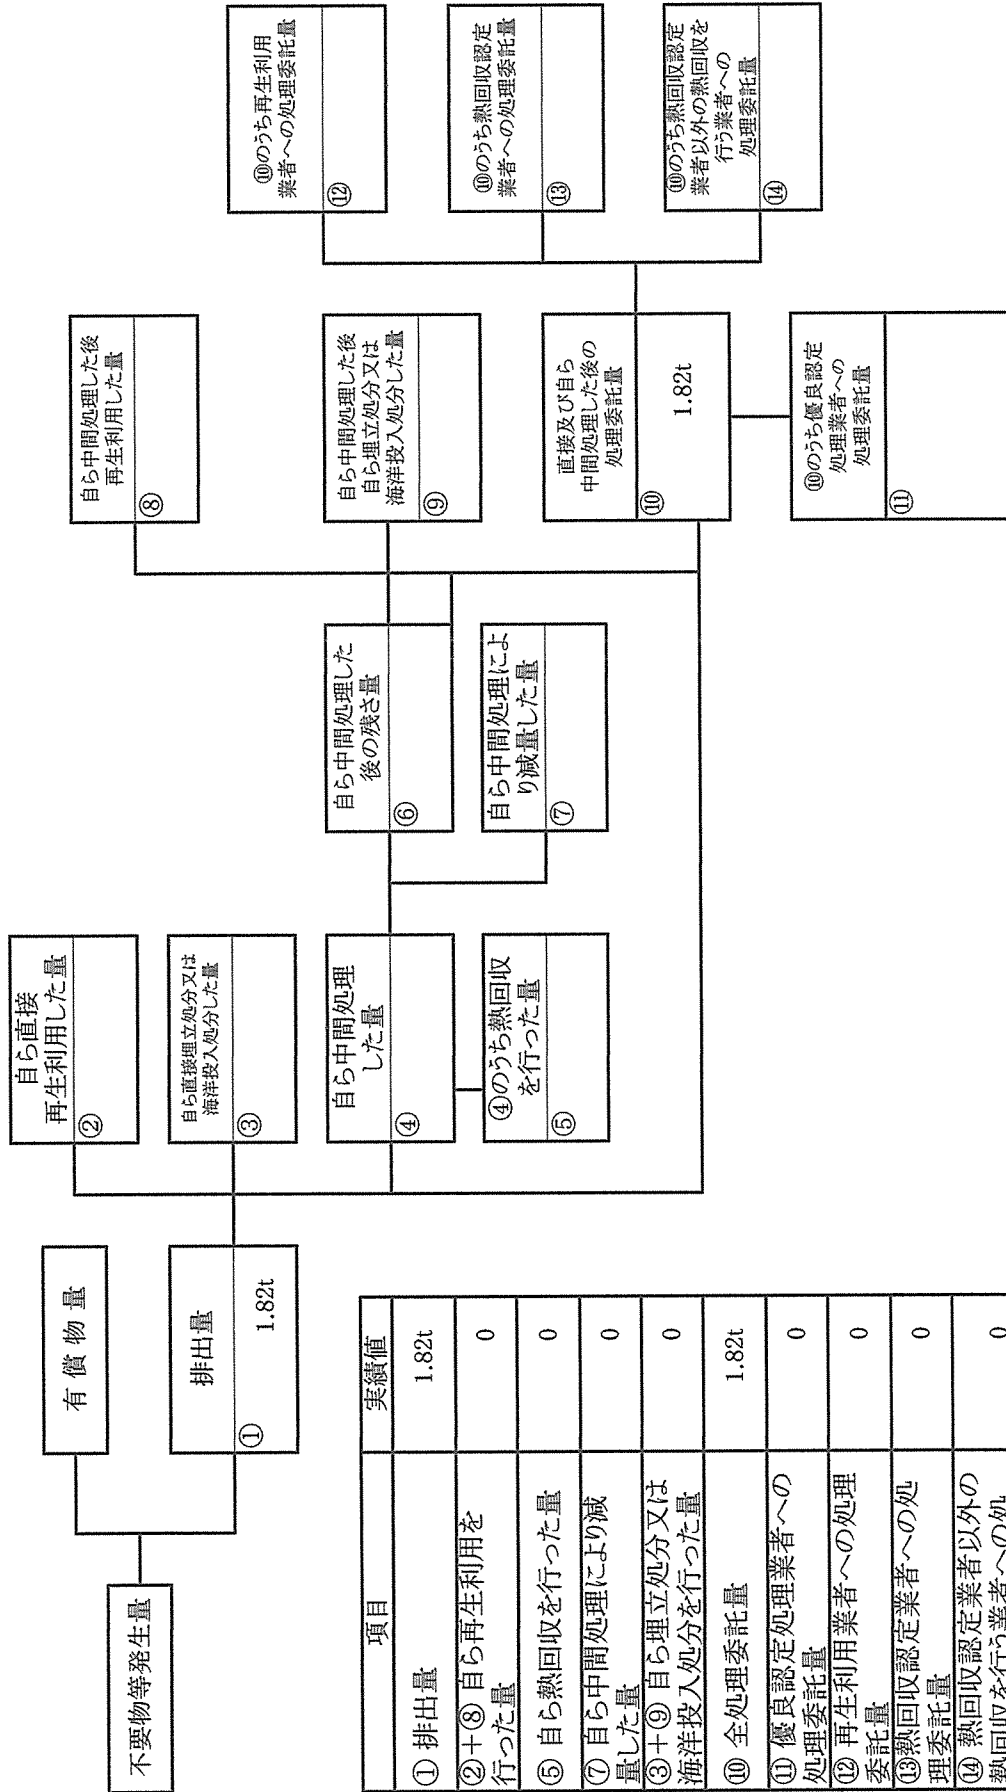 不要物等発生量
有 償 物 量
排出量
①
1.82t
自ら直接
再生利用した量
②
自ら直接埋立処分又は
海洋投入処分した量
③
自ら中間処理
した量
④
④のうち熱回収
を行った量
⑤
自ら中間処理した
後の残さ量
⑥
自ら中間処理によ
り減量した量
⑦
自ら中間処理した後
再生利用した量
⑧
自ら中間処理した後
自ら埋立処分又は
海洋投入処分した量
⑨
直接及び自ら
中間処理した後の
処理委託量
⑩
1.82t
⑩のうち優良認定
処理業者への
処理委託量
⑪
⑩のうち再生利用
業者への処理委託量
⑫
⑩のうち熱回収認定
業者への処理委託量
⑬
⑩のうち熱回収認定
業者以外の熱回収を
行う業者への
処理委託量
⑭
項目 実績値
① 排出量 1.82t
②+⑧ 自ら再生利用を
行った量 0
⑤ 自ら熱回収を行った量 0
⑦ 自ら中間処理により減
量した量 0
③+⑨ 自ら埋立処分又は
海洋投入処分を行った量 0
⑩ 全処理委託量 1.82t
⑪ 優良認定処理業者への
処理委託量 0
⑫ 再生利用業者への処理
委託量 0
⑬熱回収認定業者への処
理委託量 0
⑭ 熱回収認定業者以外の
熱回収を行う業者への処 0